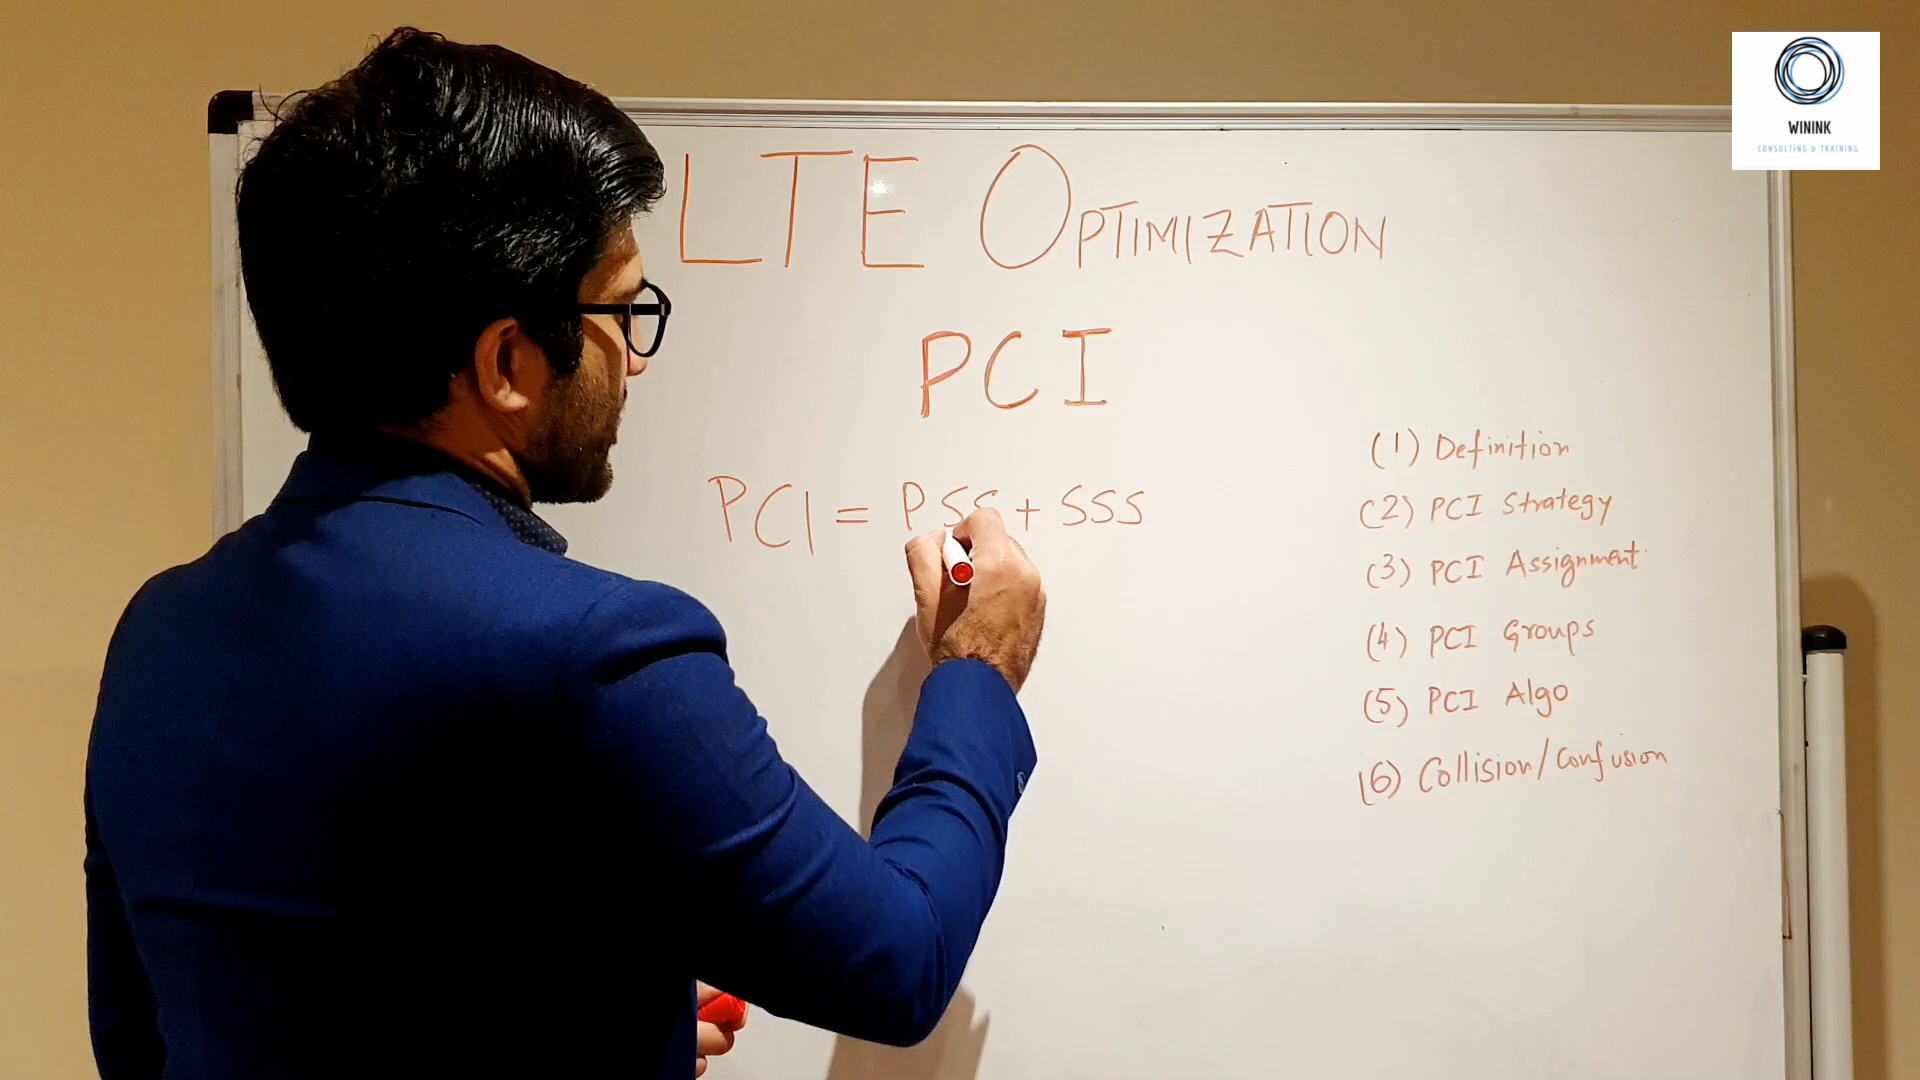 WININK
CONSULTING & TRAINING
LTE OPTIMIZATION
PCI
PCI = PSS + SSS
(1) Definition
(2) PCI Strategy
(3) PCI Assignment
(4) PCI Groups
(5) PCI Algo
(6) Collision/Confusion